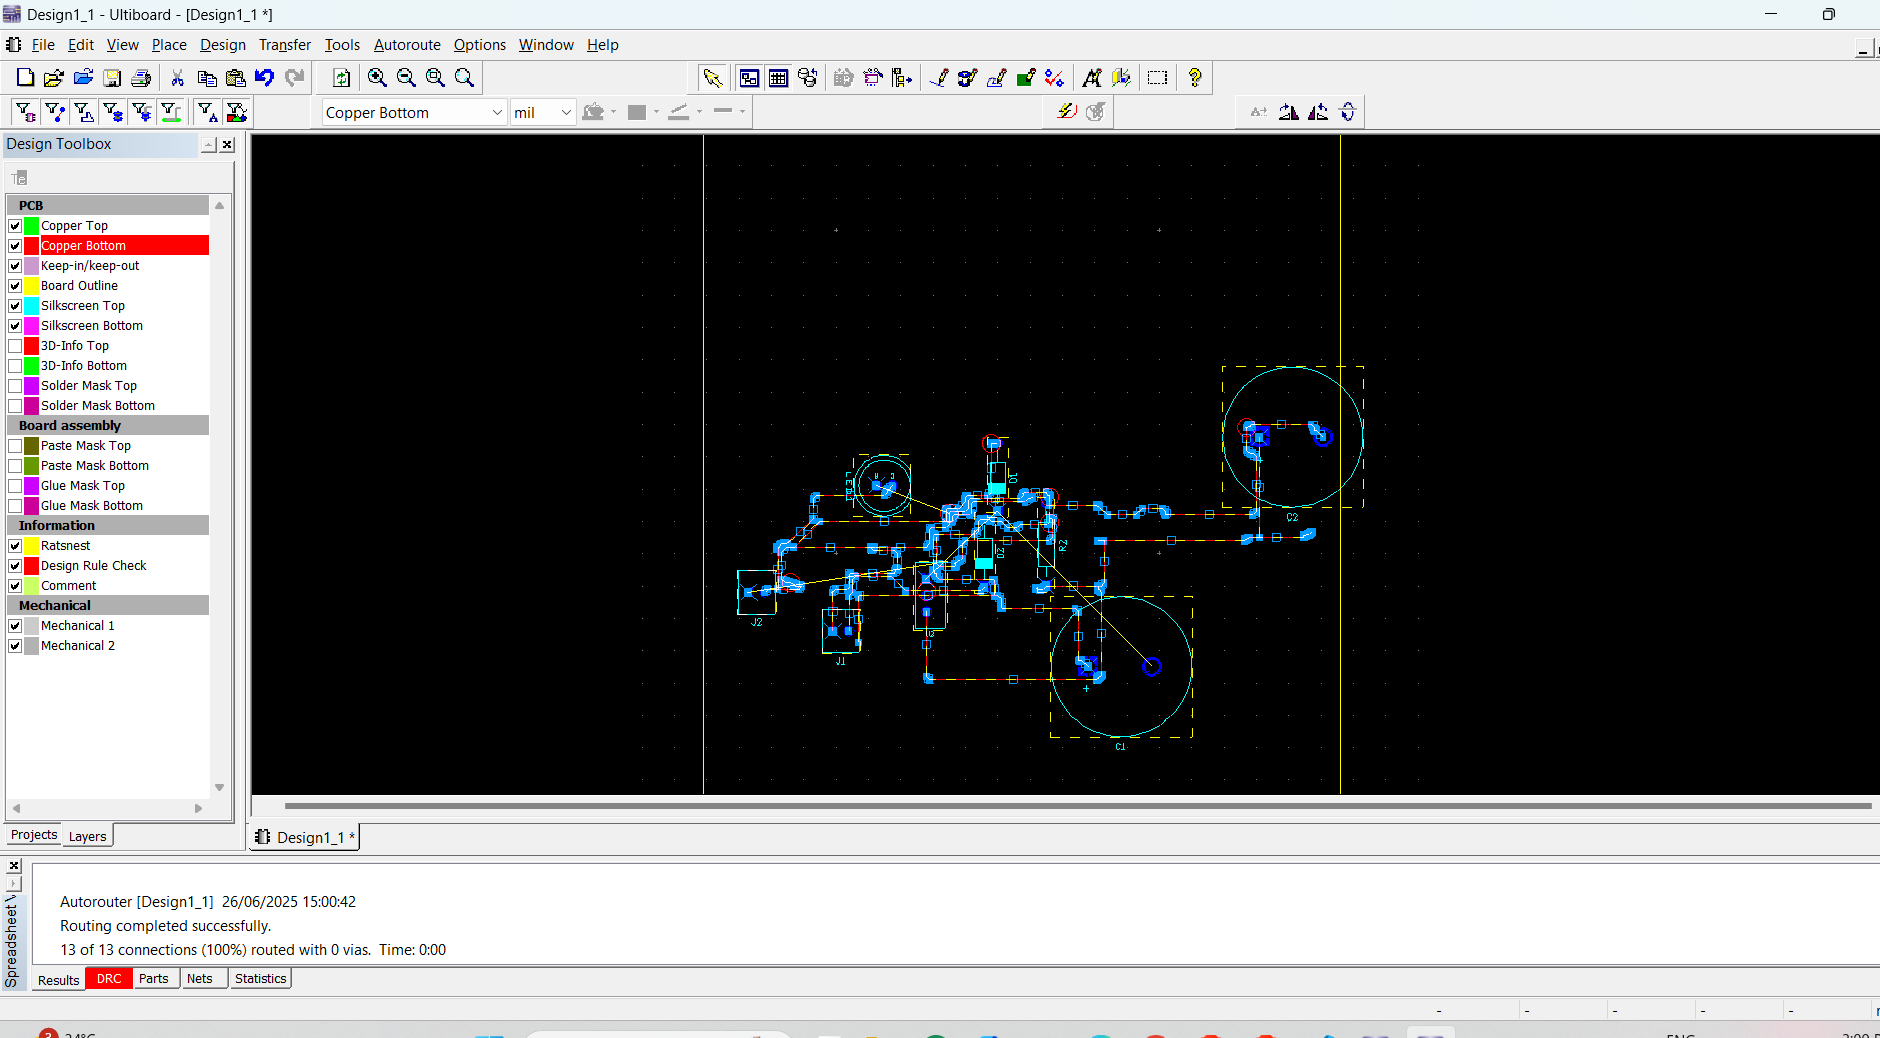 Design1_1 - Ultiboard - [Design1_1 *]
File Edit View Place Design Transfer Tools Autoroute Options Window Help
Copper Bottom mil
Design Toolbox
PCB
Copper Top
Copper Bottom
Keep-in/keep-out
Board Outline
Silkscreen Top
Silkscreen Bottom
3D-Info Top
3D-Info Bottom
Solder Mask Top
Solder Mask Bottom
Board assembly
Paste Mask Top
Paste Mask Bottom
Glue Mask Top
Glue Mask Bottom
Information
Ratsnest
Design Rule Check
Comment
Mechanical
Mechanical 1
Mechanical 2
Projects Layers
C2
R2
D2
J2
J1
C1
Design1_1 *
Spreadsheet
Autorouter [Design1_1] 26/06/2025 15:00:42
Routing completed successfully.
13 of 13 connections (100%) routed with 0 vias. Time: 0:00
Results DRC Parts Nets Statistics